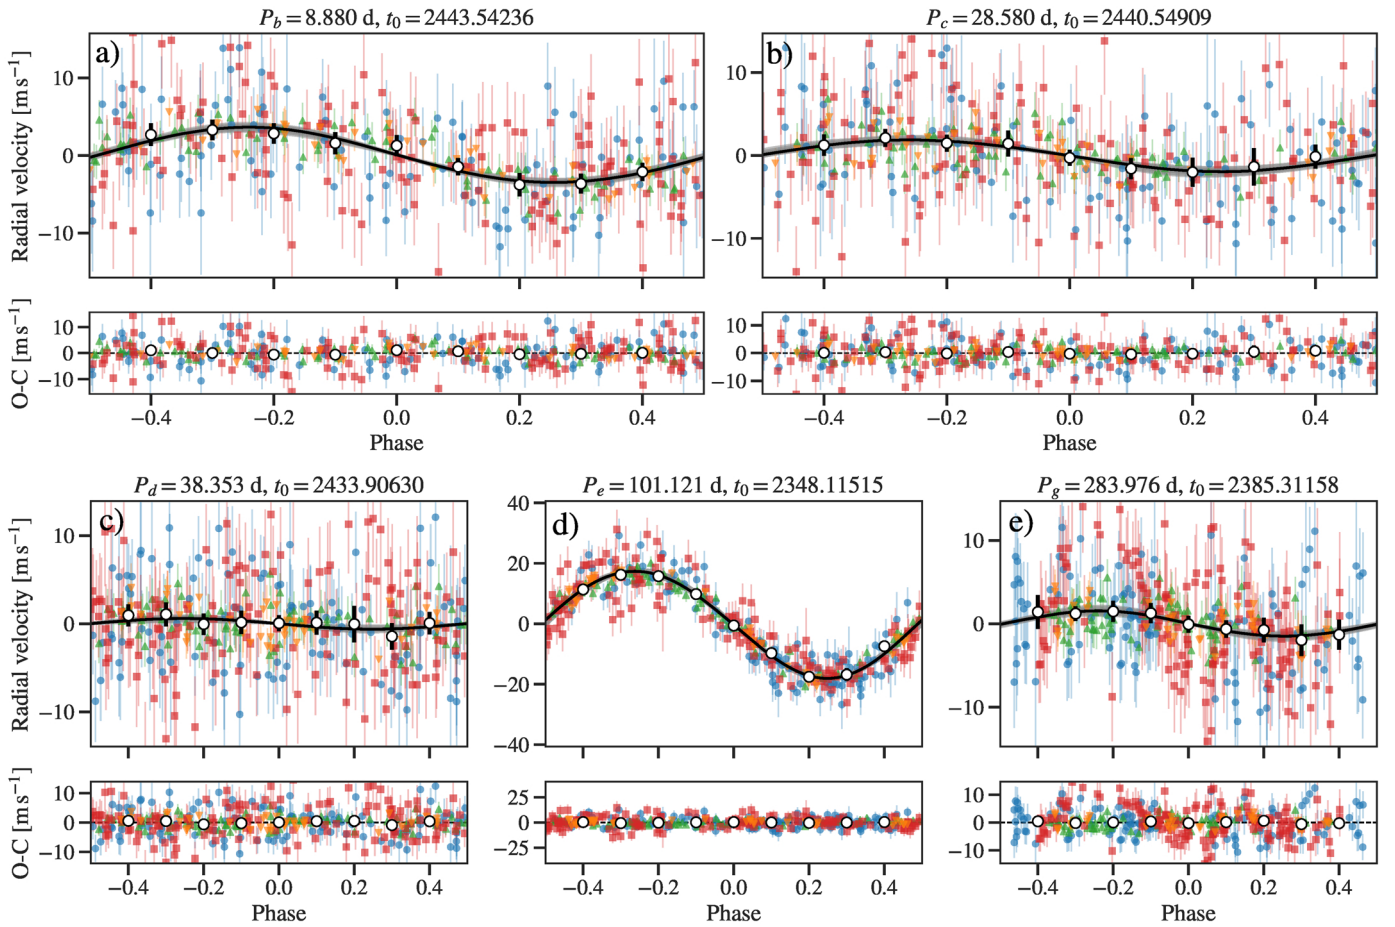 P_b = 8.880 d, t_0 = 2443.54236
a)
Radial velocity [m s⁻¹]
10
0
−10
O-C [m s⁻¹]
10
0
−10
−0.4 −0.2 0.0 0.2 0.4
Phase
P_c = 28.580 d, t_0 = 2440.54909
b)
10
0
−10
10
0
−10
−0.4 −0.2 0.0 0.2 0.4
Phase
P_d = 38.353 d, t_0 = 2433.90630
c)
Radial velocity [m s⁻¹]
10
0
−10
O-C [m s⁻¹]
10
0
−10
−0.4 −0.2 0.0 0.2 0.4
Phase
P_e = 101.121 d, t_0 = 2348.11515
d)
40
20
0
−20
−40
25
0
−25
−0.4 −0.2 0.0 0.2 0.4
Phase
P_g = 283.976 d, t_0 = 2385.31158
e)
10
0
−10
10
0
−10
−0.4 −0.2 0.0 0.2 0.4
Phase